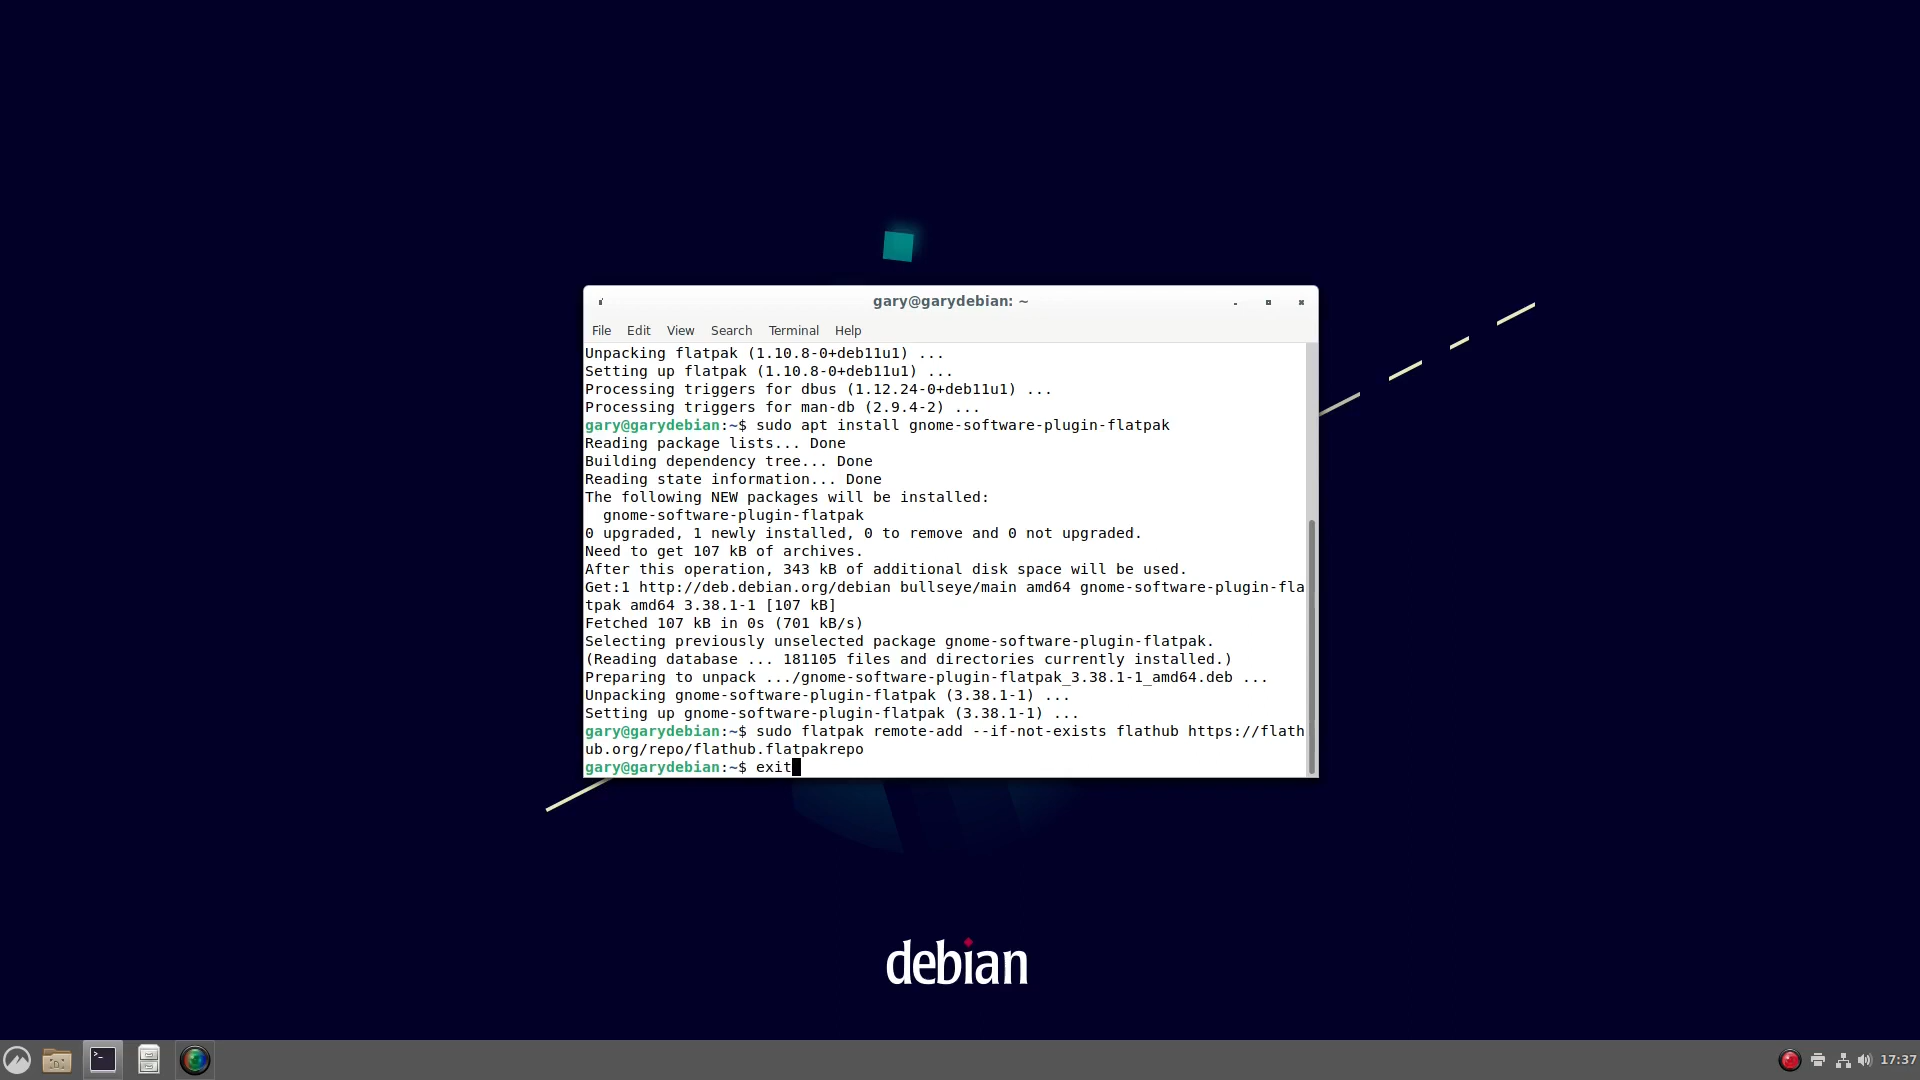 gary@garydebian: ~
File Edit View Search Terminal Help
Unpacking flatpak (1.10.8-0+deb11u1) ...
Setting up flatpak (1.10.8-0+deb11u1) ...
Processing triggers for dbus (1.12.24-0+deb11u1) ...
Processing triggers for man-db (2.9.4-2) ...
gary@garydebian:~$ sudo apt install gnome-software-plugin-flatpak
Reading package lists... Done
Building dependency tree... Done
Reading state information... Done
The following NEW packages will be installed:
  gnome-software-plugin-flatpak
0 upgraded, 1 newly installed, 0 to remove and 0 not upgraded.
Need to get 107 kB of archives.
After this operation, 343 kB of additional disk space will be used.
Get:1 http://deb.debian.org/debian bullseye/main amd64 gnome-software-plugin-fla
tpak amd64 3.38.1-1 [107 kB]
Fetched 107 kB in 0s (701 kB/s)
Selecting previously unselected package gnome-software-plugin-flatpak.
(Reading database ... 181105 files and directories currently installed.)
Preparing to unpack .../gnome-software-plugin-flatpak_3.38.1-1_amd64.deb ...
Unpacking gnome-software-plugin-flatpak (3.38.1-1) ...
Setting up gnome-software-plugin-flatpak (3.38.1-1) ...
gary@garydebian:~$ sudo flatpak remote-add --if-not-exists flathub https://flath
ub.org/repo/flathub.flatpakrepo
gary@garydebian:~$ exit
debian
17:37